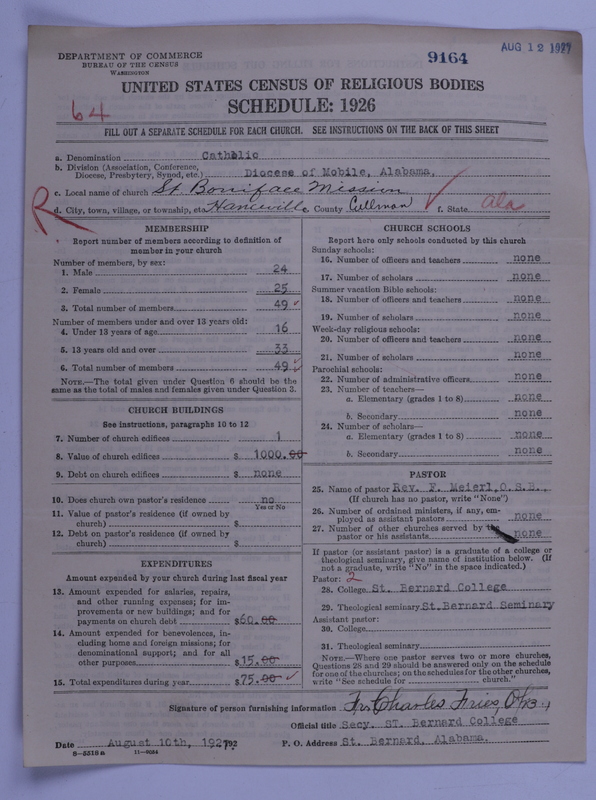 DEPARTMENT OF COMMERCE
BUREAU OF THE CENSUS
WASHINGTON
9164
AUG 12 1927
UNITED STATES CENSUS OF RELIGIOUS BODIES
SCHEDULE: 1926
64
FILL OUT A SEPARATE SCHEDULE FOR EACH CHURCH. SEE INSTRUCTIONS ON THE BACK OF THIS SHEET
a. Denomination Catholic
b. Division (Association, Conference, Diocese, Presbytery, Synod, etc.) Diocese of Mobile, Alabama,
c. Local name of church St Boniface Mission
d. City, town, village, or township, etc Hanceville County Cullman f. State Ala
R
MEMBERSHIP
Report number of members according to definition of
member in your church
Number of members, by sex:
1. Male 24
2. Female 25
3. Total number of members 49
Number of members under and over 13 years old:
4. Under 13 years of age 16
5. 13 years old and over 33
6. Total number of members 49
NOTE.—The total given under Question 6 should be the
same as the total of males and females given under Question 3.
CHURCH BUILDINGS
See instructions, paragraphs 10 to 12
7. Number of church edifices 1
8. Value of church edifices $ 1000.00
9. Debt on church edifices $ none
10. Does church own pastor's residence no
Yes or No
11. Value of pastor's residence (if owned by
church) $
12. Debt on pastor's residence (if owned by
church) $
EXPENDITURES
Amount expended by your church during last fiscal year
13. Amount expended for salaries, repairs,
and other running expenses; for im-
provements or new buildings; and for
payments on church debt $60.00
14. Amount expended for benevolences, in-
cluding home and foreign missions; for
denominational support; and for all
other purposes $15.00
15. Total expenditures during year $75.00
CHURCH SCHOOLS
Report here only schools conducted by this church
Sunday schools:
16. Number of officers and teachers none
17. Number of scholars none
Summer vacation Bible schools:
18. Number of officers and teachers none
19. Number of scholars none
Week-day religious schools:
20. Number of officers and teachers none
21. Number of scholars none
Parochial schools:
22. Number of administrative officers none
23. Number of teachers—
a. Elementary (grades 1 to 8) none
b. Secondary none
24. Number of scholars—
a. Elementary (grades 1 to 8) none
b. Secondary none
PASTOR
25. Name of pastor Rev. F. Meierl, O.S.B.,
(If church has no pastor, write "None")
26. Number of ordained ministers, if any, em-
ployed as assistant pastors none
27. Number of other churches served by the
pastor or his assistants none
If pastor (or assistant pastor) is a graduate of a college or
theological seminary, give name of institution below. (If
not a graduate, write "No" in the space indicated.)
Pastor: 2
28. College St. Bernard College
29. Theological seminary St.Bernard Seminary
Assistant pastor:
30. College
31. Theological seminary
NOTE.—Where one pastor serves two or more churches,
Questions 28 and 29 should be answered only on the schedule
for one of the churches; on the schedules for the other churches,
write "See schedule for church."
Signature of person furnishing information Fr. Charles Fries, O.S.B.,
Official title Secy. ST. Bernard College
Date August 10th, 1927 192 P. O. Address St. Bernard, Alabama.
8—5518 a 11—9084